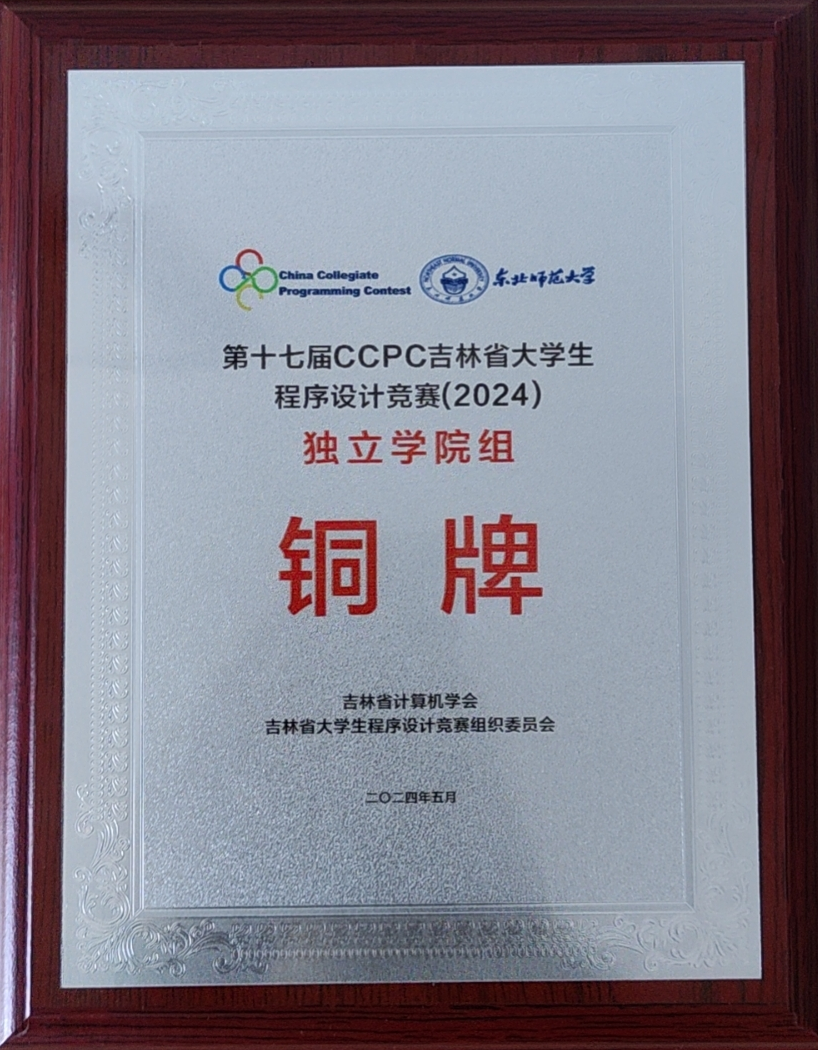 China Collegiate
Programming Contest
NORTHEAST NORMAL UNIVERSITY
东北师范大学
第十七届CCPC吉林省大学生
程序设计竞赛(2024)
独立学院组
铜牌
吉林省计算机学会
吉林省大学生程序设计竞赛组织委员会
二〇二四年五月